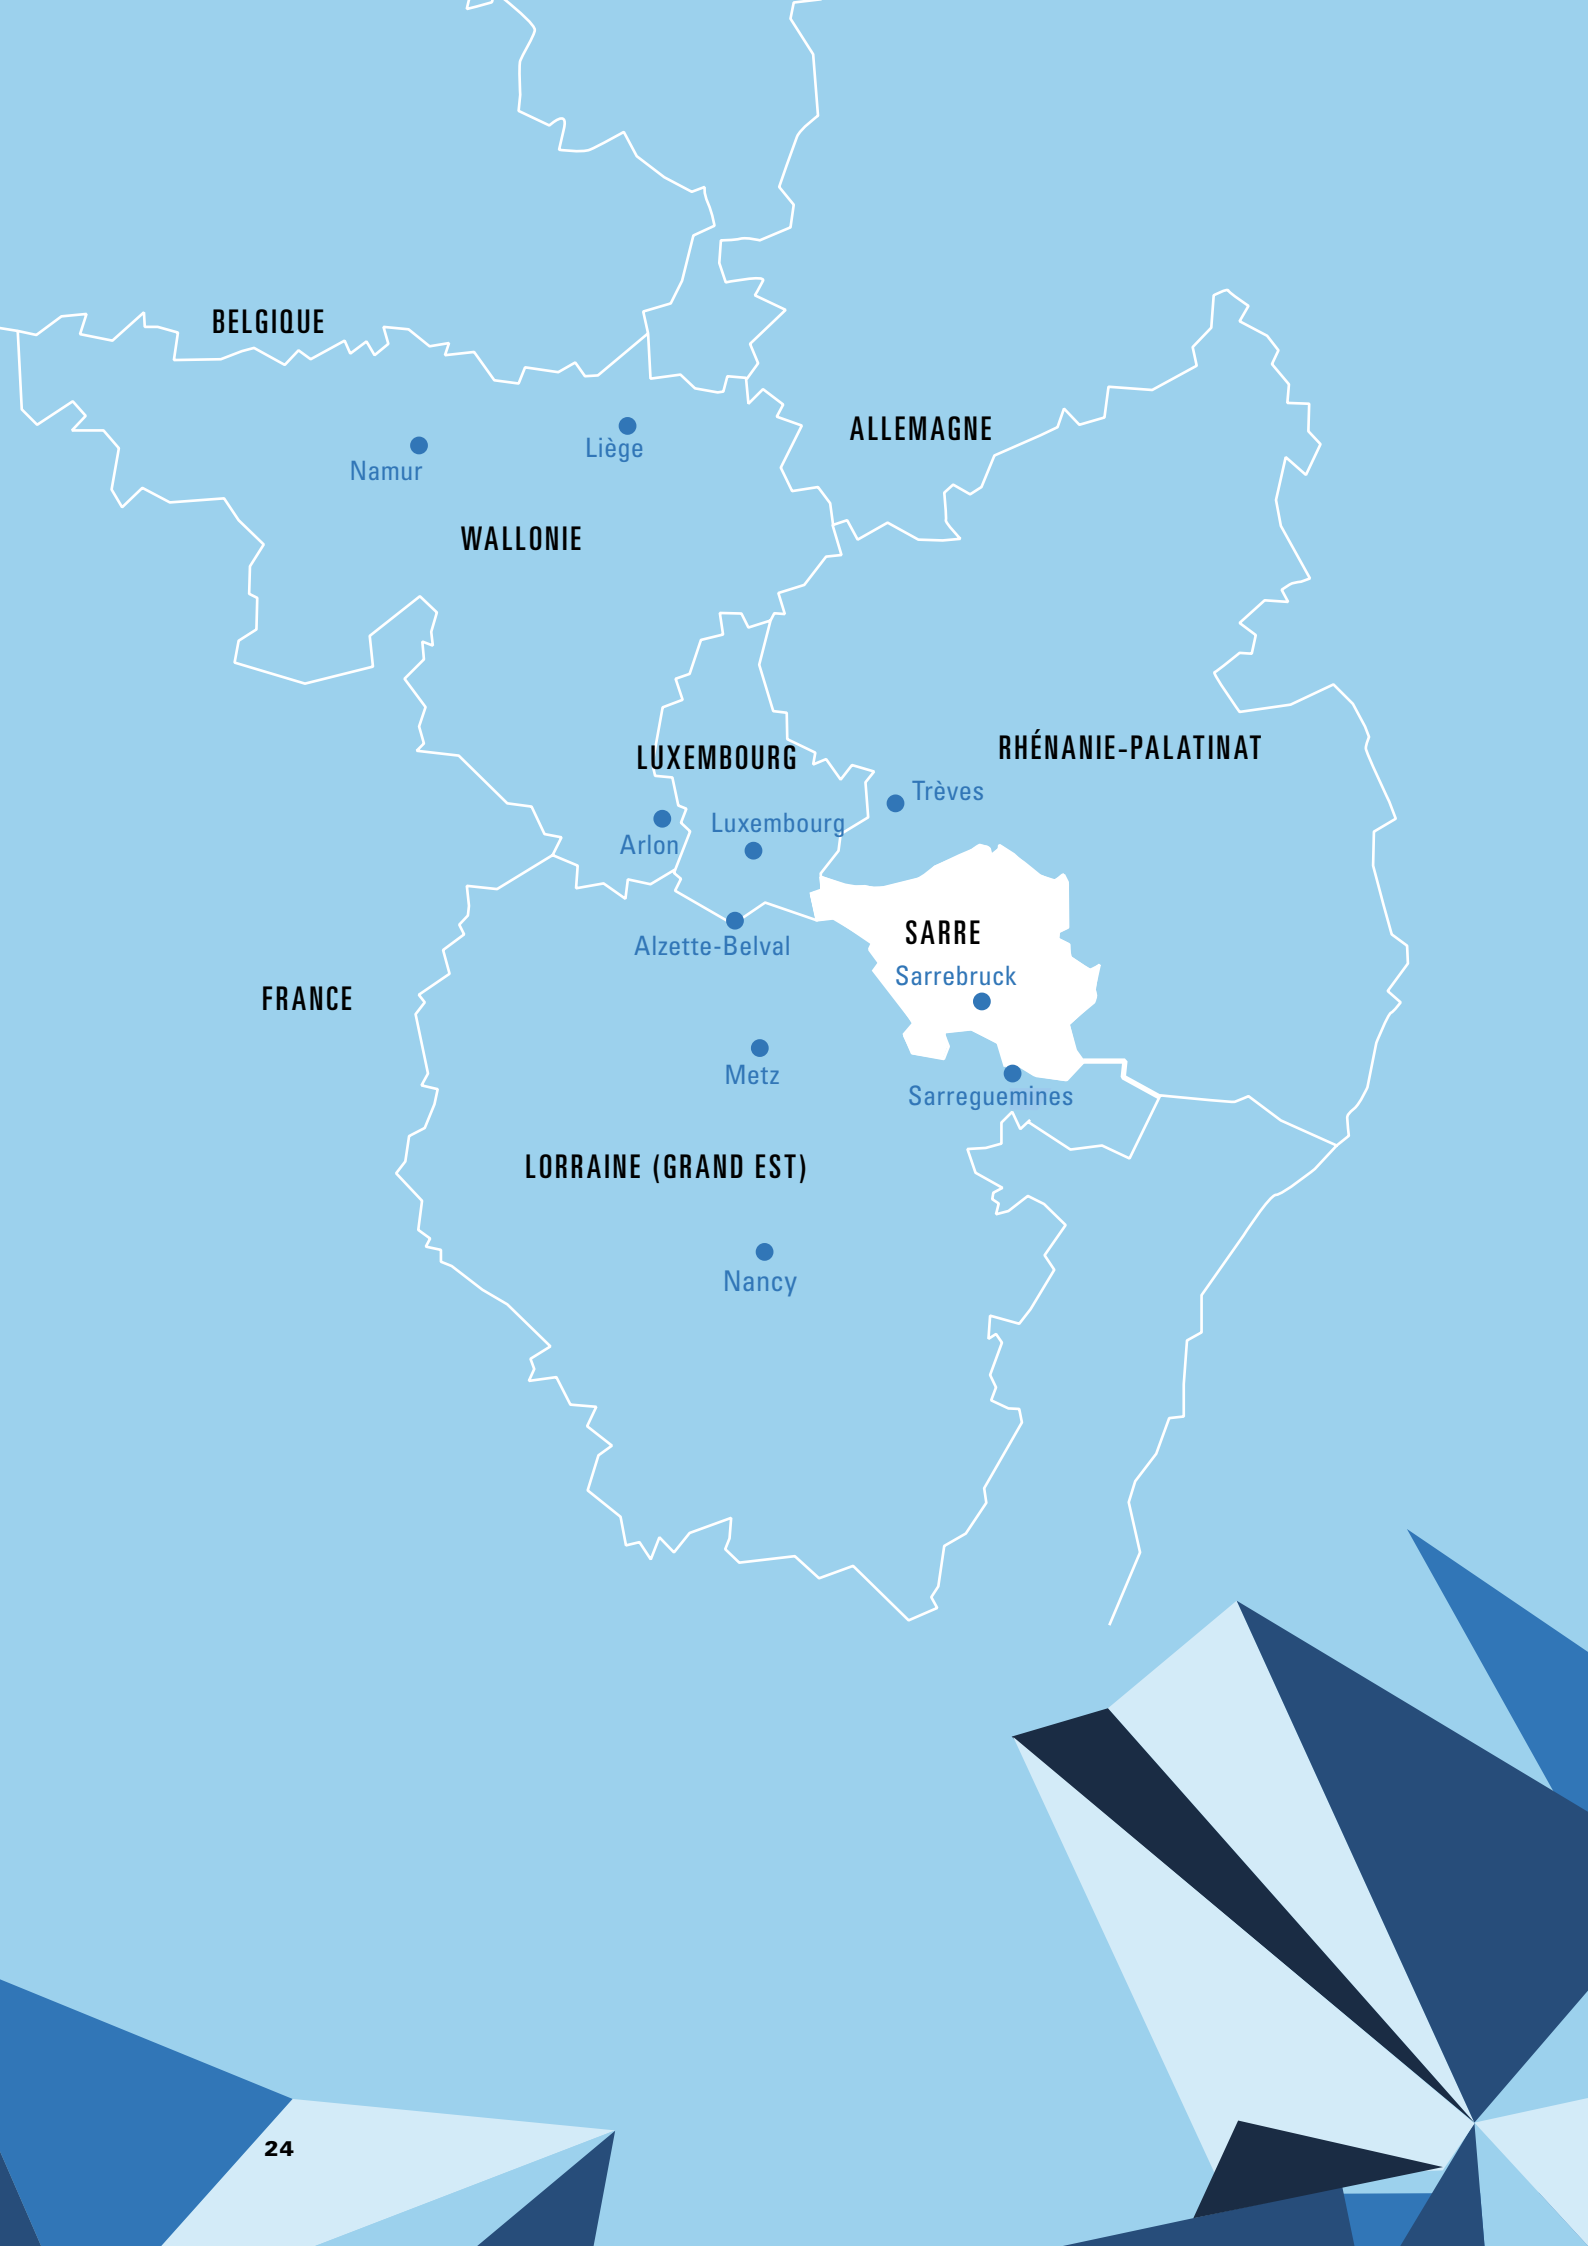 BELGIQUE
ALLEMAGNE
Liège
Namur
WALLONIE
RHÉNANIE-PALATINAT
LUXEMBOURG
Trèves
Luxembourg
Arlon
SARRE
Alzette-Belval
Sarrebruck
FRANCE
Metz
Sarreguemines
LORRAINE (GRAND EST)
Nancy
24